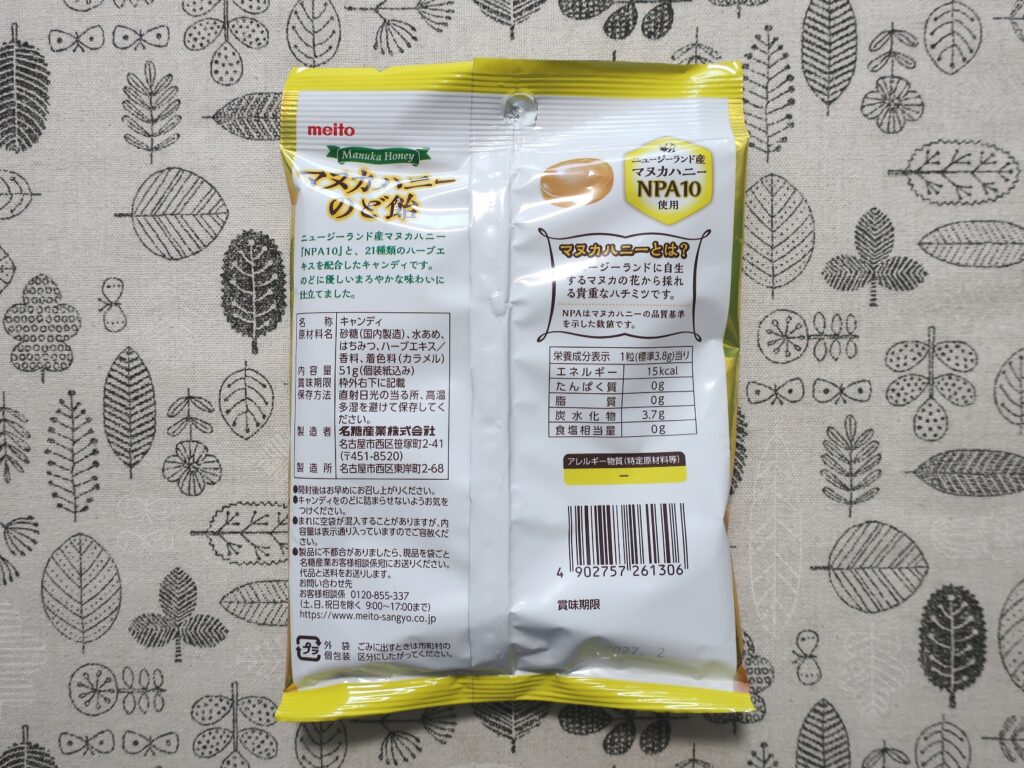 meito
Manuka Honey
マヌカハニー
のど飴
ニュージーランド産マヌカハニー
「NPA10」と、21種類のハーブエ
キスを配合したキャンディです。
のどに優しいまろやかな味わいに
仕立てました。
名称 キャンディ
原材料名 砂糖(国内製造)、水あめ、
はちみつ、ハーブエキス/
香料、着色料(カラメル)
内容量 51g(個装紙込み)
賞味期限 枠外右下に記載
保存方法 直射日光の当る所、高温
多湿を避けて保存してく
ださい。
製造者 名糖産業株式会社
名古屋市西区笹塚町2-41
(〒451-8520)
製造所 名古屋市西区東岸町2-68
●開封後はお早めにお召し上がりください。
●キャンディをのどに詰まらせないようお気を
つけください。
●まれに空袋が混入することがありますが、内
容量は表示通り入っていますのでご容赦くだ
さい。
●製品に不都合がありましたら、現品を袋ごと
名糖産業お客様相談係宛にお送りください。
代品と送料をお送りします。
お問い合わせ先
お客様相談係 0120-855-337
(土、日、祝日を除く 9:00~17:00まで)
https://www.meito-sangyo.co.jp
プラ
外袋 ごみに出すときは市町村の
個包装 区分にしたがってください。
ニュージーランド産
マヌカハニー
NPA10
使用
マヌカハニーとは?
ニュージーランドに自生
するマヌカの花から採れ
る貴重なハチミツです。
NPAはマヌカハニーの品質基準
を示した数値です。
栄養成分表示 1粒(標準3.8g)当り
エネルギー 15kcal
たんぱく質 0g
脂質 0g
炭水化物 3.7g
食塩相当量 0g
アレルギー物質(特定原材料等)
ー
4 902757 261306
賞味期限
2027. 2